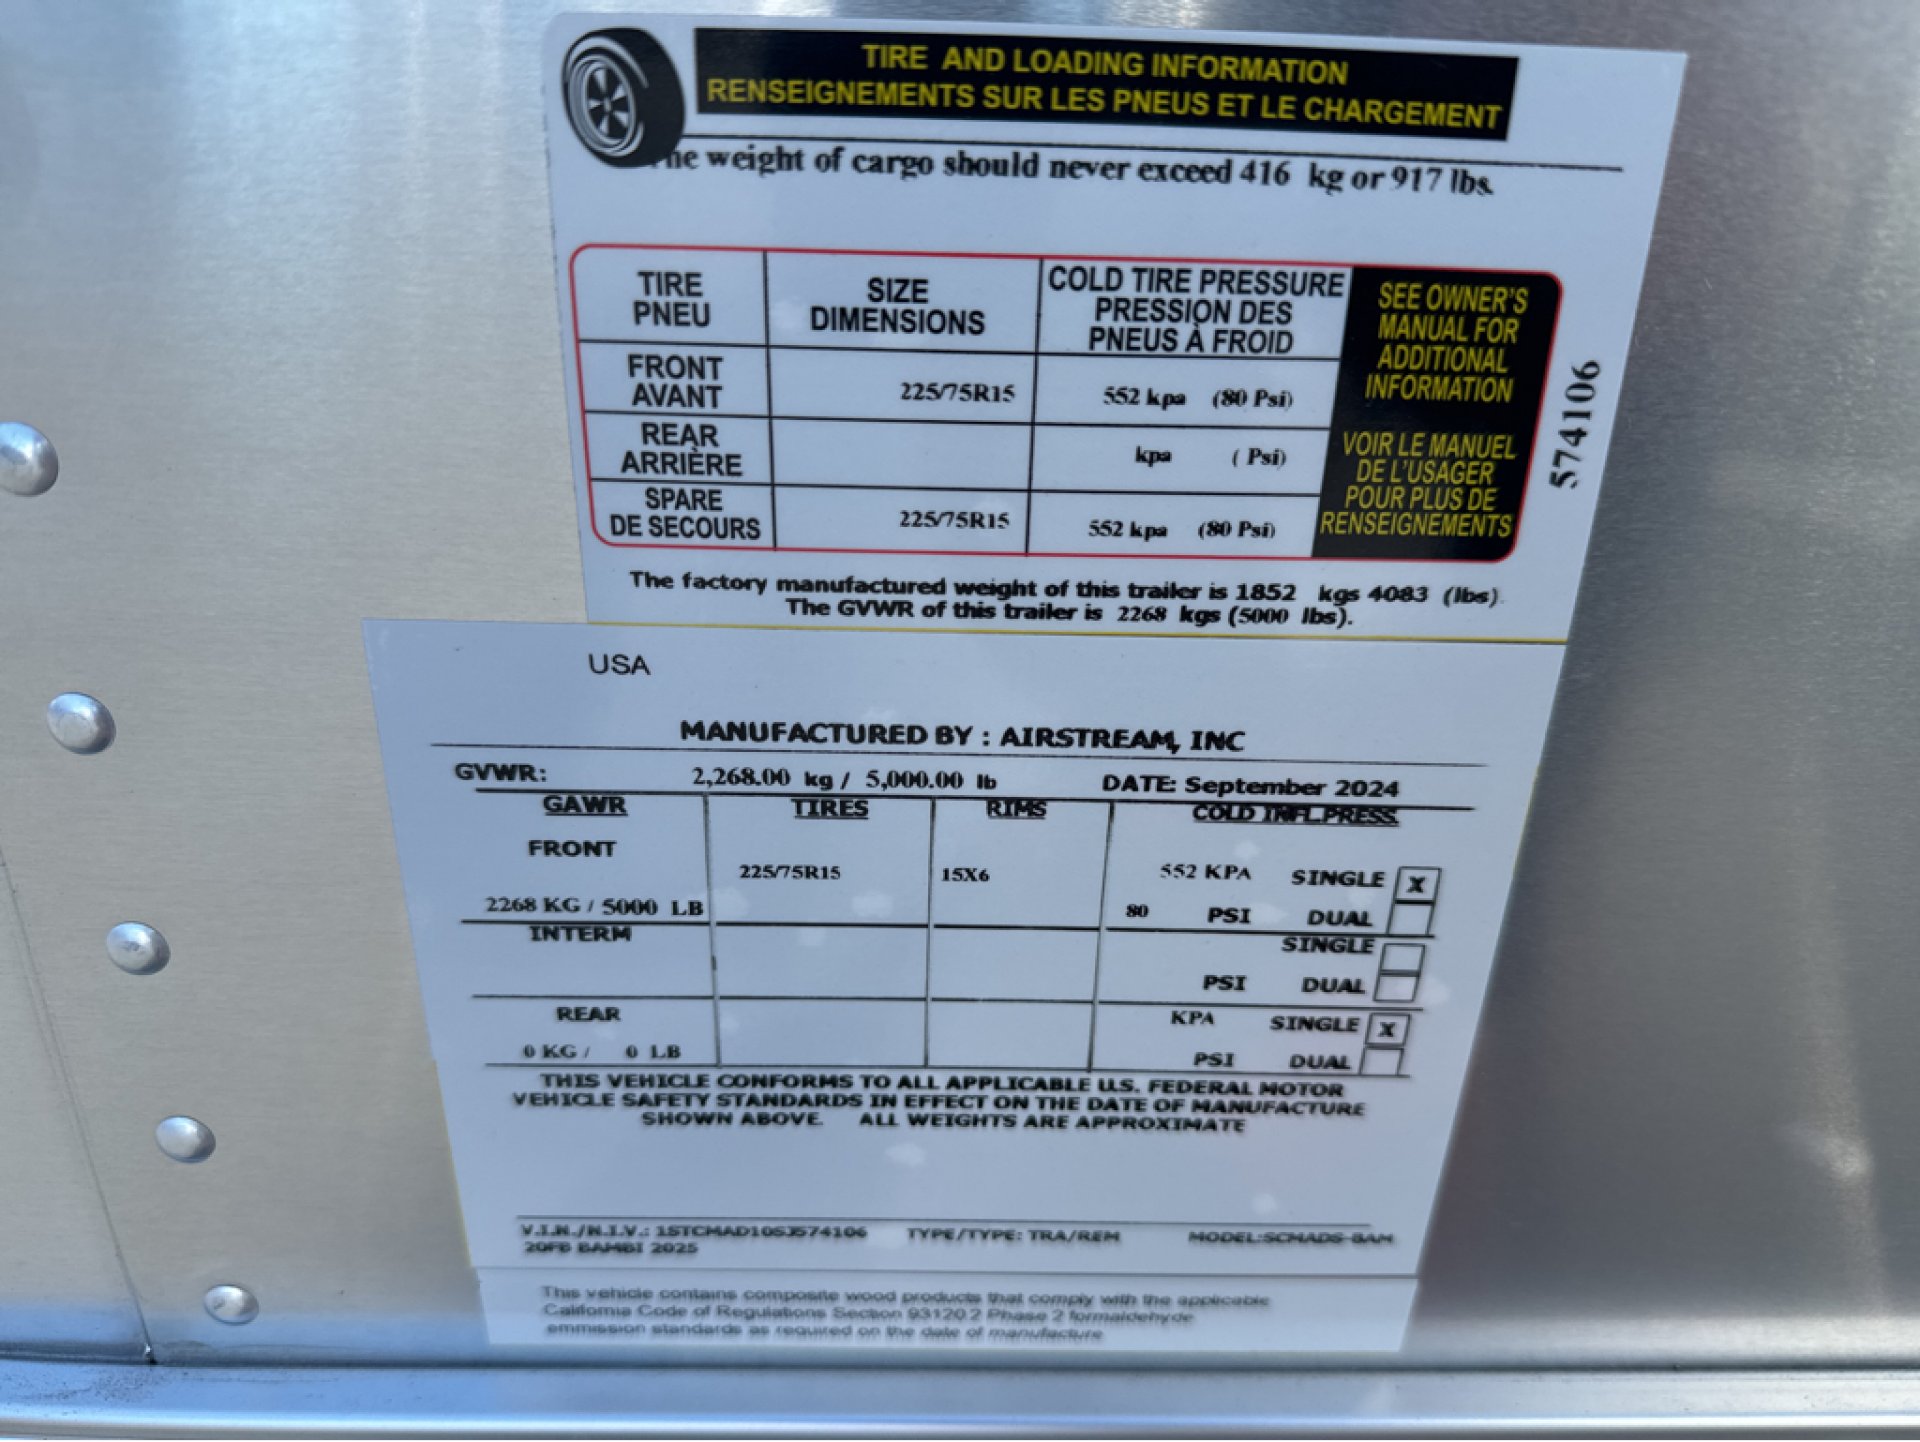 TIRE AND LOADING INFORMATION
RENSEIGNEMENTS SUR LES PNEUS ET LE CHARGEMENT
he weight of cargo should never exceed 416 kg or 917 lbs.
TIRE PNEU
SIZE DIMENSIONS
COLD TIRE PRESSURE PRESSION DES PNEUS À FROID
SEE OWNER'S
MANUAL FOR
ADDITIONAL
INFORMATION
VOIR LE MANUEL
DE L'USAGER
POUR PLUS DE
RENSEIGNEMENTS
FRONT AVANT 225/75R15 552 kpa (80 Psi)
REAR ARRIÈRE kpa ( Psi)
SPARE DE SECOURS 225/75R15 552 kpa (80 Psi)
574106
The factory manufactured weight of this trailer is 1852 kgs 4083 (lbs).
The GVWR of this trailer is 2268 kgs (5000 lbs).
USA
MANUFACTURED BY : AIRSTREAM, INC
GVWR: 2,268.00 kg / 5,000.00 lb DATE: September 2024
GAWR TIRES RIMS COLD INFL.PRESS.
FRONT
225/75R15 15X6 552 KPA SINGLE X
2268 KG / 5000 LB 80 PSI DUAL
INTERM SINGLE
PSI DUAL
REAR KPA SINGLE X
0 KG / 0 LB PSI DUAL
THIS VEHICLE CONFORMS TO ALL APPLICABLE U.S. FEDERAL MOTOR
VEHICLE SAFETY STANDARDS IN EFFECT ON THE DATE OF MANUFACTURE
SHOWN ABOVE. ALL WEIGHTS ARE APPROXIMATE
V.I.N./N.I.V.: 1STCMAD10SJ574106 TYPE/TYPE: TRA/REM MODEL:SCMADS-BAM
20FB BAMBI 2025
This vehicle contains composite wood products that comply with the applicable
California Code of Regulations Section 93120.2 Phase 2 formaldehyde
emmission standards as required on the date of manufacture